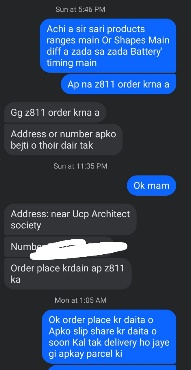 Sun at 5:46 PM
Achi a sir sari products
ranges main Or Shapes Main
diff a zada sa zada Battery'
timing main
Ap na z811 order krna a
Gg z811 order krna a
Address or number apko
bejti o thoir dair tak
Sun at 11:35 PM
Ok mam
Address: near Ucp Architect
society
Order place krdain ap z811
ka
Mon at 1:05 AM
Ok order place kr daita o
Apko slip share kr daita o
soon Kal tak delivery ho jaye
gi apkay parcel ki